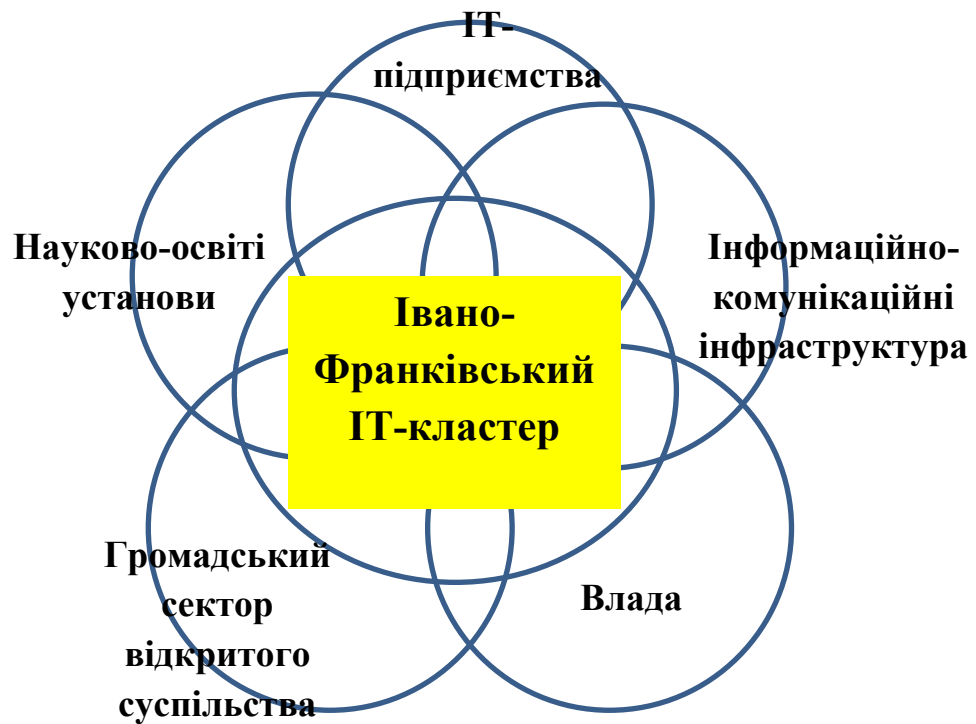 ІТ-
підприємства
Науково-освіті
установи
Інформаційно-
комунікаційні
інфраструктура
Івано-
Франківський
ІТ-кластер
Громадський
сектор
відкритого
суспільства
Влада